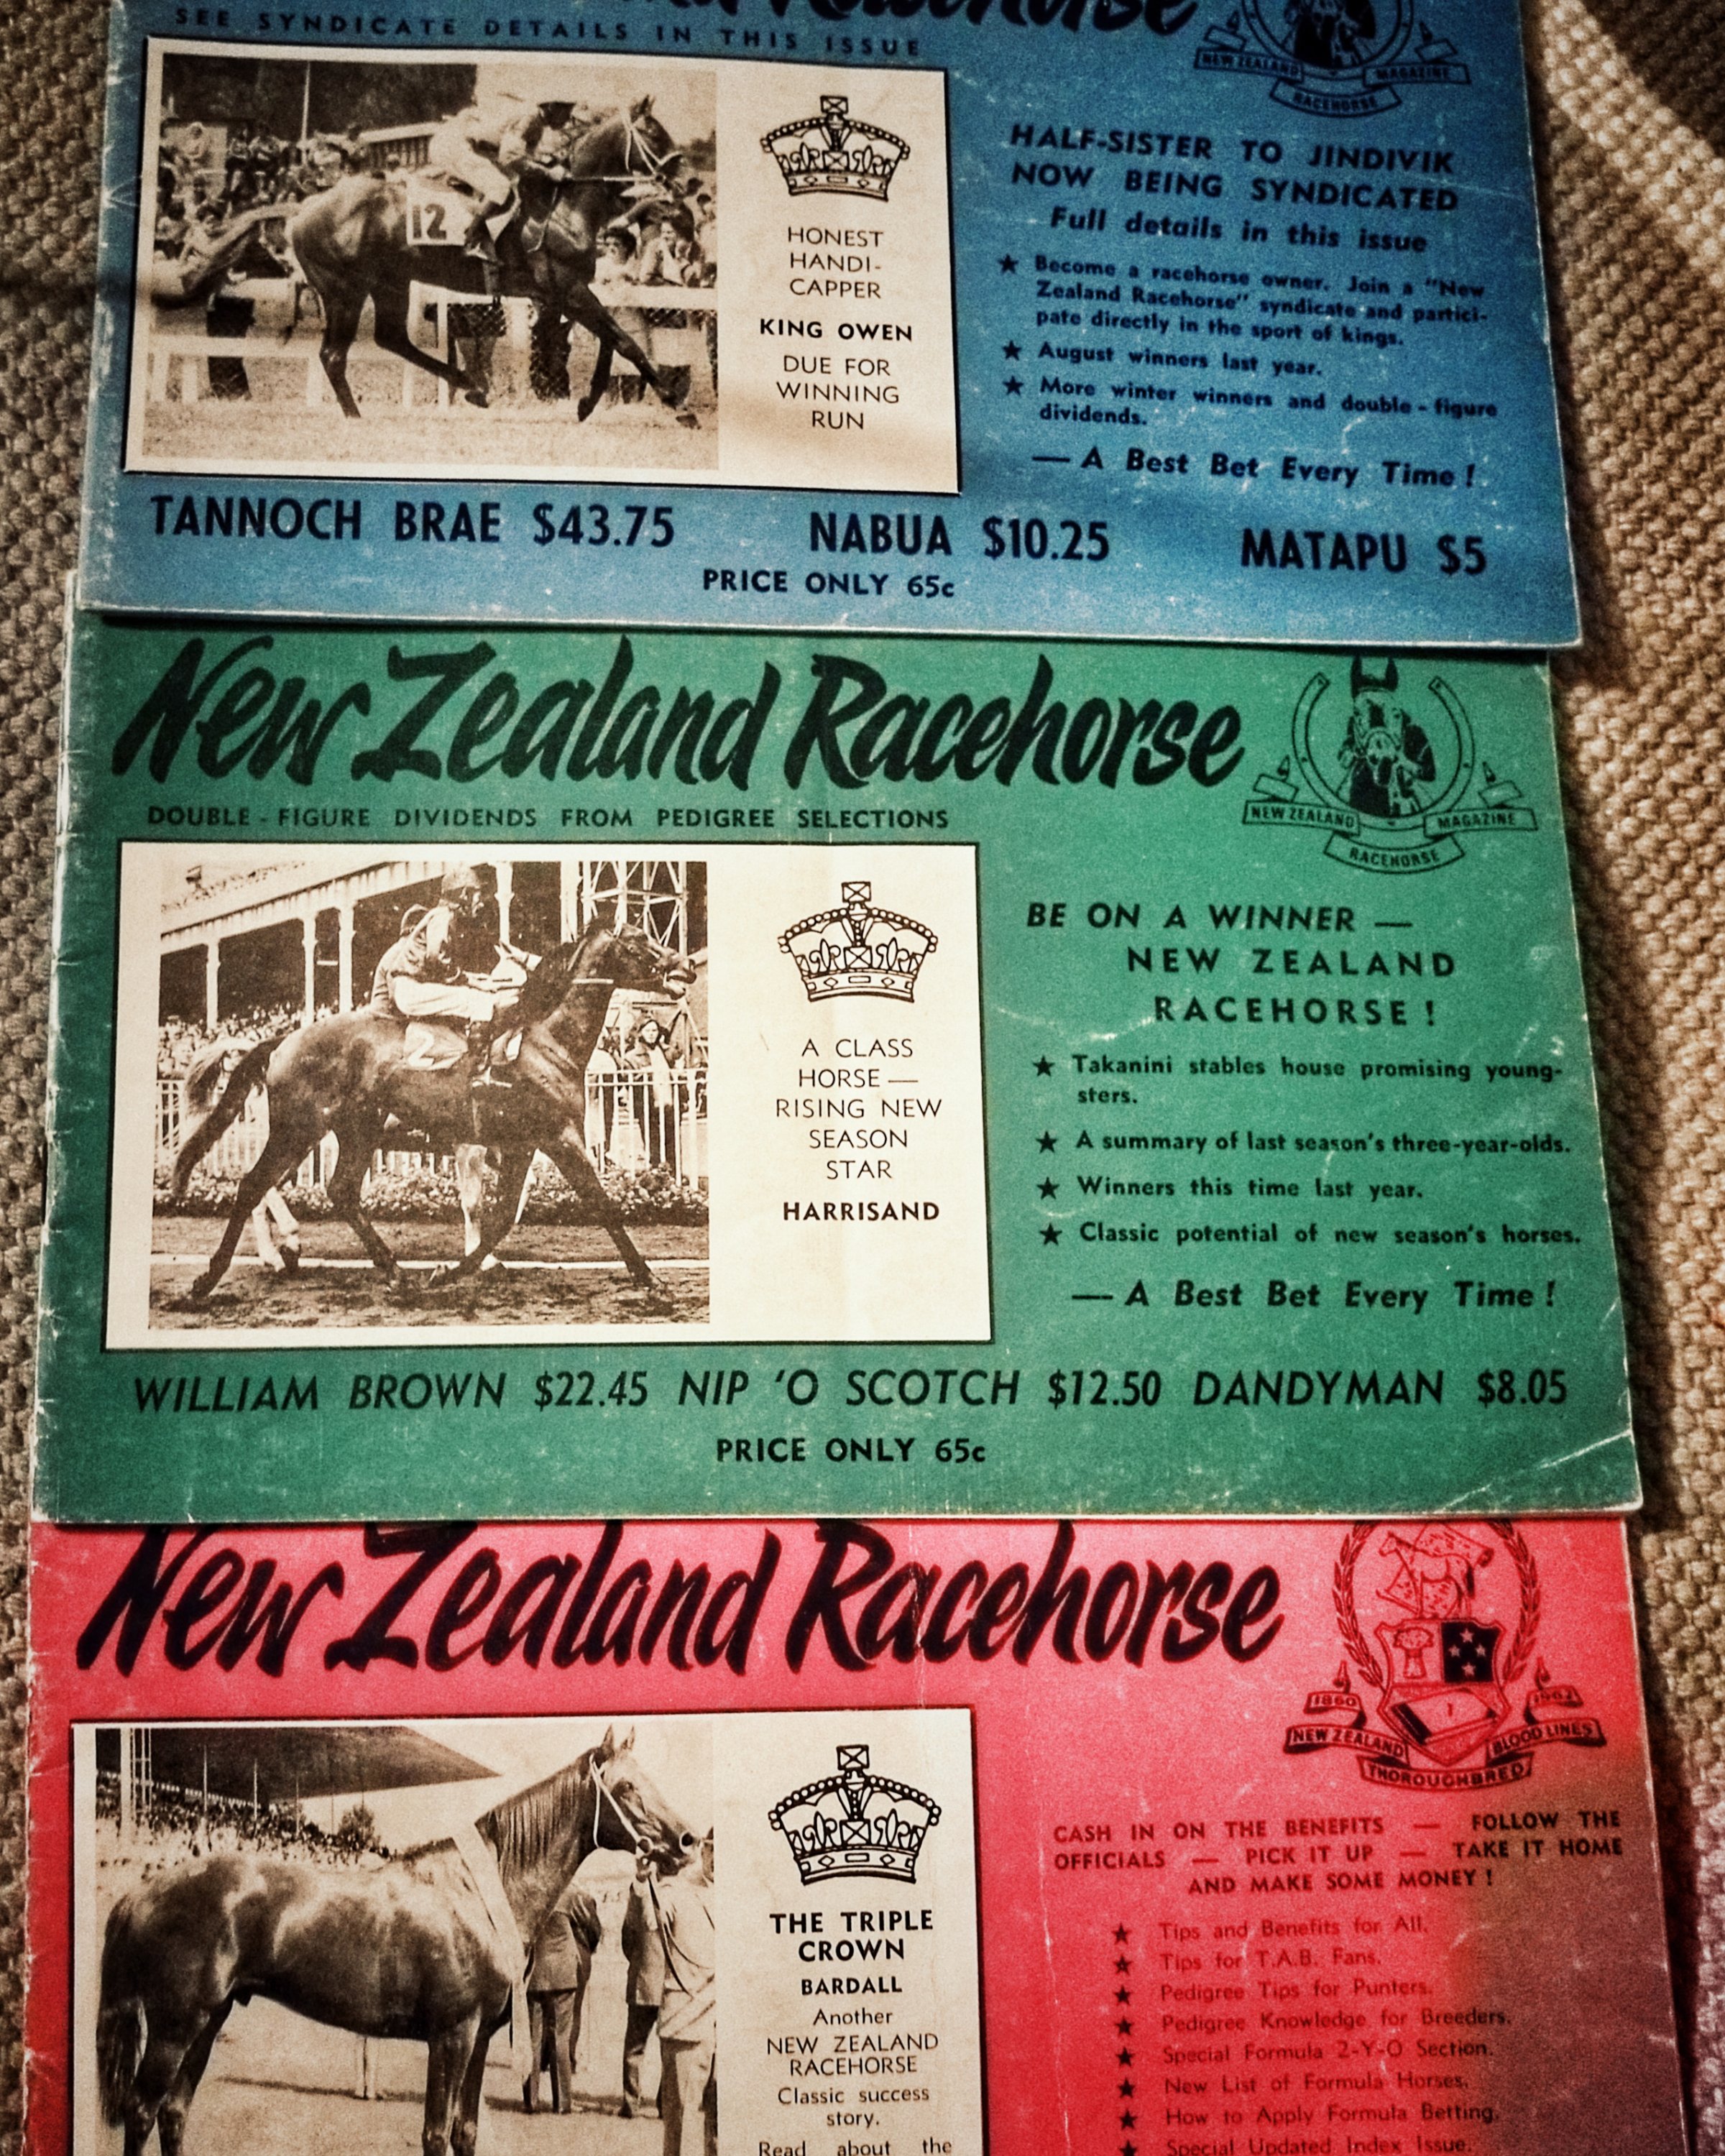 Racehorse
SEE SYNDICATE DETAILS IN THIS ISSUE
NEW ZEALAND
MAGAZINE
RACEHORSE
12
HONEST
HANDI-
CAPPER
KING OWEN
DUE FOR
WINNING
RUN
HALF-SISTER TO JINDIVIK
NOW BEING SYNDICATED
Full details in this issue
★ Become a racehorse owner. Join a "New
Zealand Racehorse" syndicate and partici-
pate directly in the sport of kings.
★ August winners last year.
★ More winter winners and double-figure
dividends.
— A Best Bet Every Time!
TANNOCH BRAE $43.75 NABUA $10.25 MATAPU $5
PRICE ONLY 65c
New Zealand Racehorse
DOUBLE-FIGURE DIVIDENDS FROM PEDIGREE SELECTIONS
NEW ZEALAND
MAGAZINE
RACEHORSE
2
A CLASS
HORSE —
RISING NEW
SEASON
STAR
HARRISAND
BE ON A WINNER —
NEW ZEALAND
RACEHORSE!
★ Takanini stables house promising young-
sters.
★ A summary of last season's three-year-olds.
★ Winners this time last year.
★ Classic potential of new season's horses.
— A Best Bet Every Time!
WILLIAM BROWN $22.45 NIP 'O SCOTCH $12.50 DANDYMAN $8.05
PRICE ONLY 65c
New Zealand Racehorse
1860
1962
NEW ZEALAND
BLOOD LINES
THOROUGHBRED
THE TRIPLE
CROWN
BARDALL
Another
NEW ZEALAND
RACEHORSE
Classic success
story.
Read about the
CASH IN ON THE BENEFITS — FOLLOW THE
OFFICIALS — PICK IT UP — TAKE IT HOME
AND MAKE SOME MONEY!
★ Tips and Benefits for All.
★ Tips for T.A.B. Fans.
★ Pedigree Tips for Punters.
★ Pedigree Knowledge for Breeders.
★ Special Formula 2-Y-O Section.
★ New List of Formula Horses.
★ How to Apply Formula Betting.
★ Special Updated Index Issue.